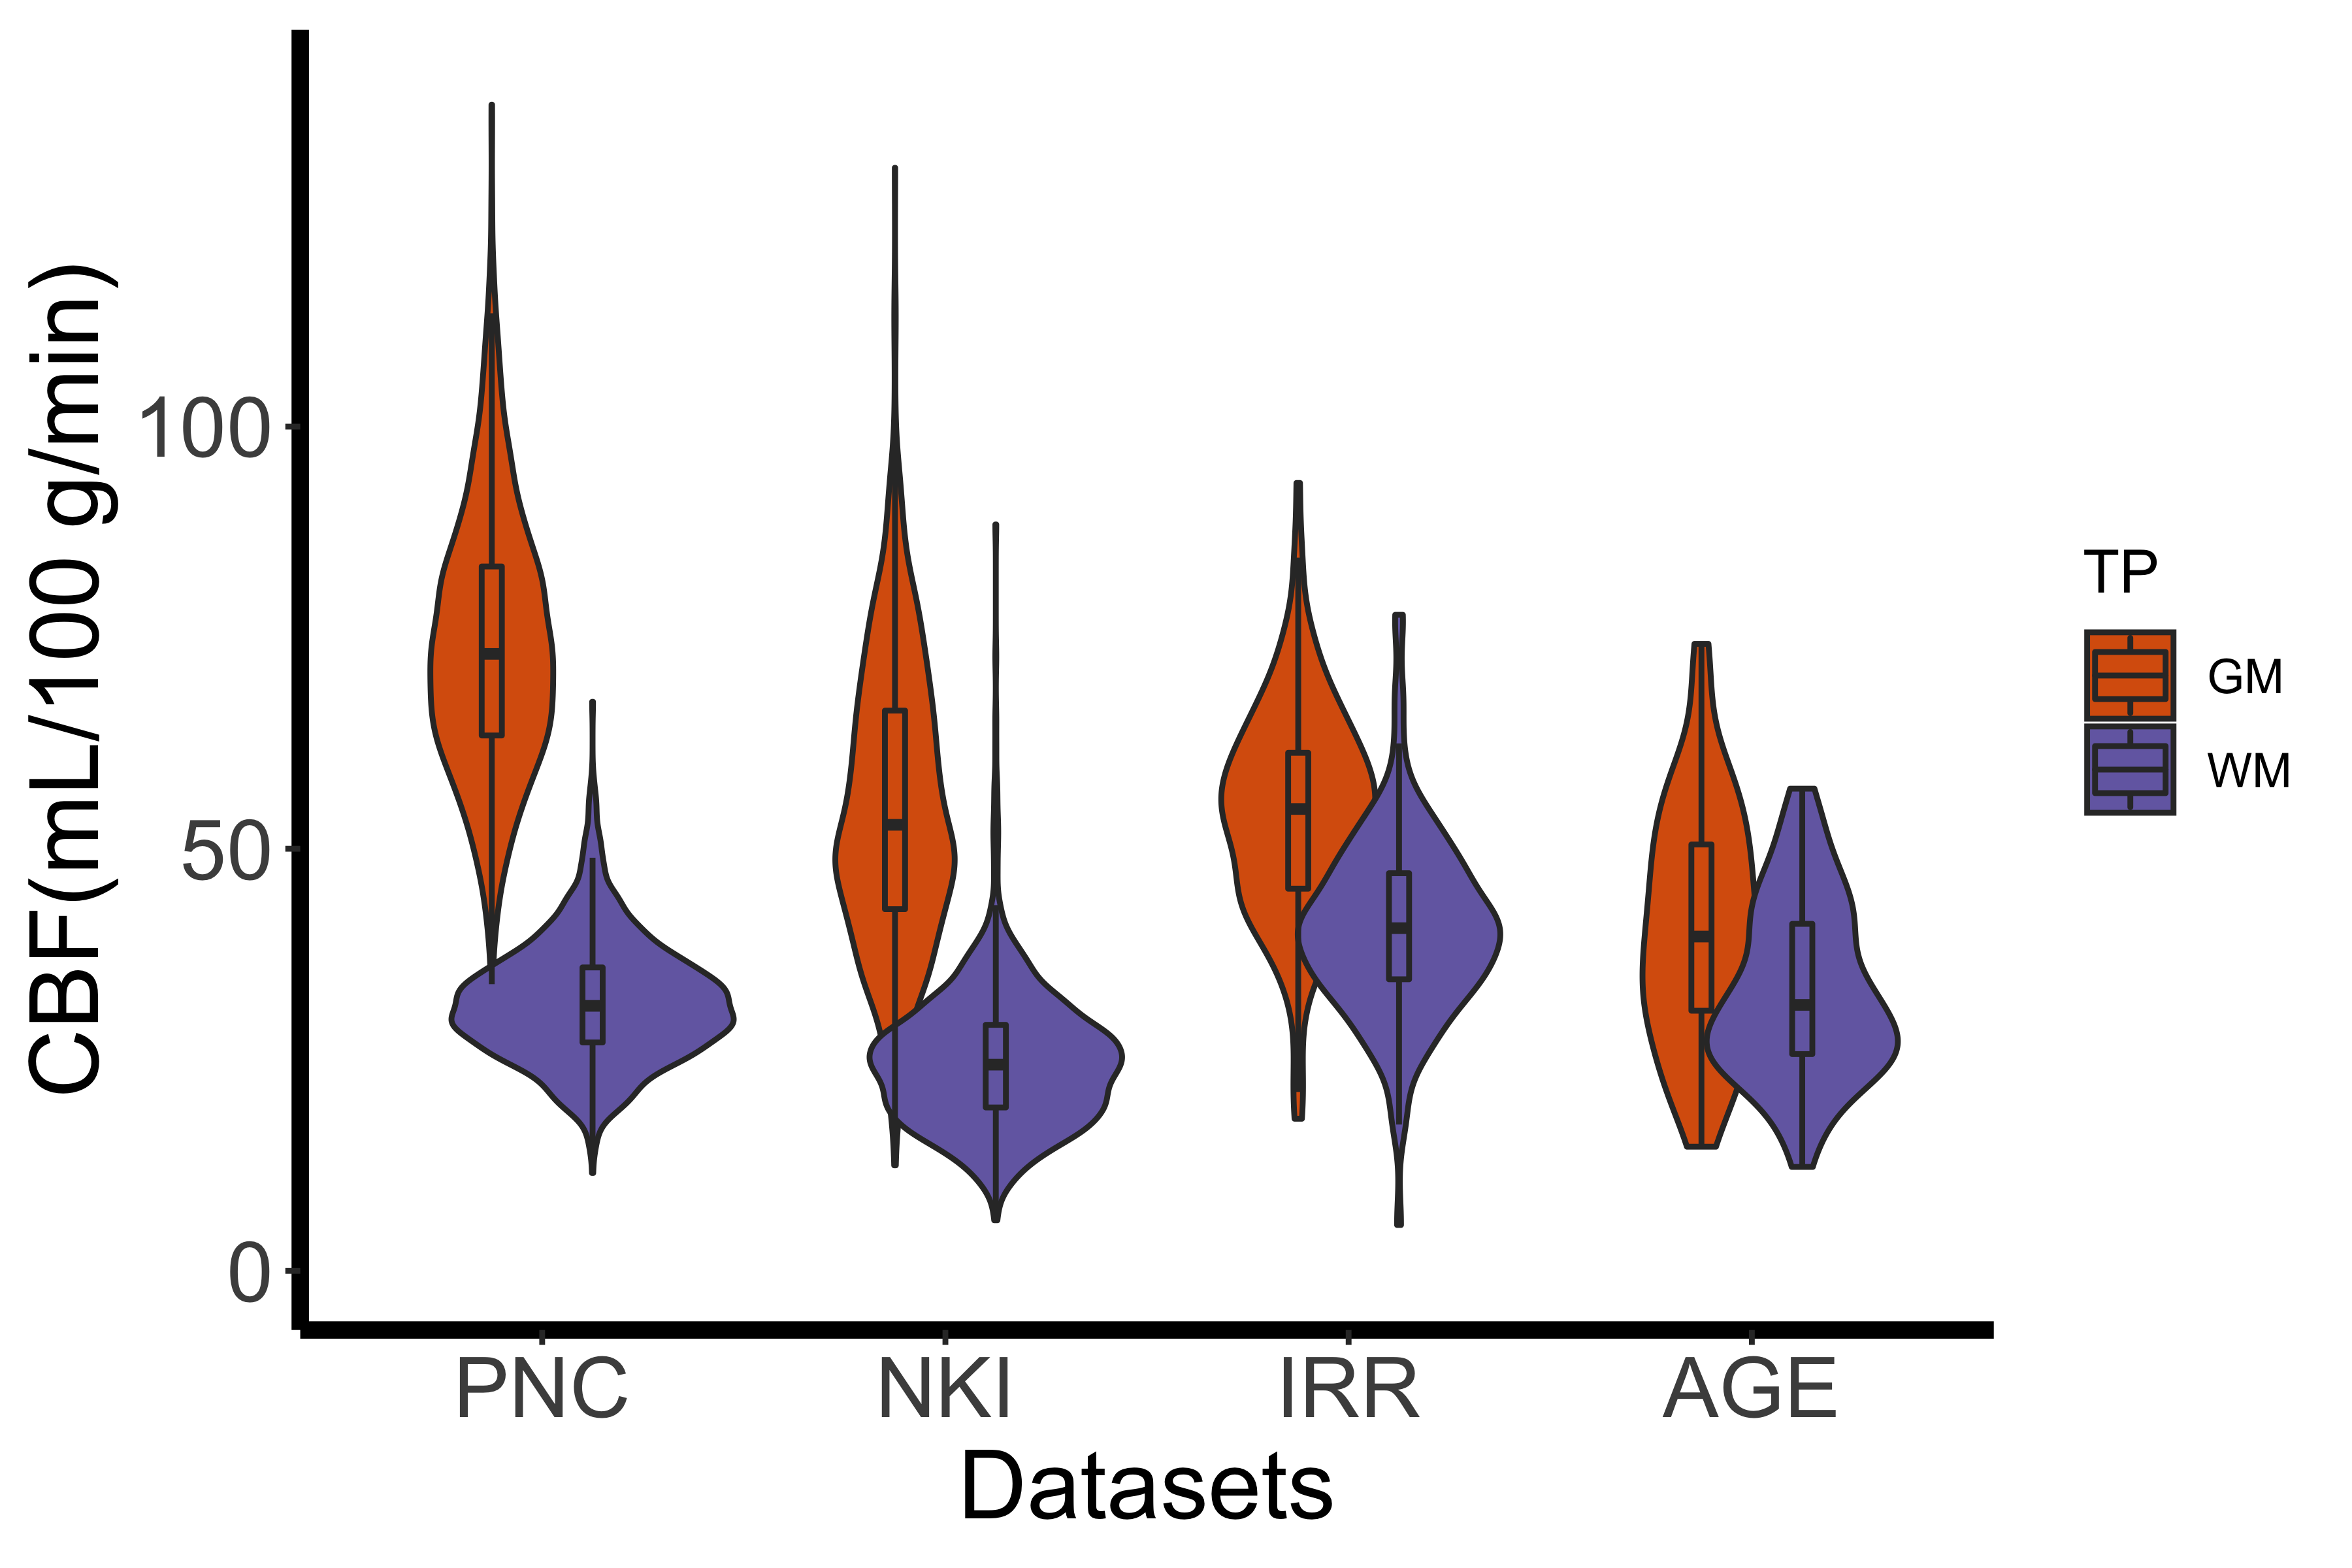 CBF(mL/100 g/min)
100
50
0
PNC NKI IRR AGE
Datasets
TP
GM
WM